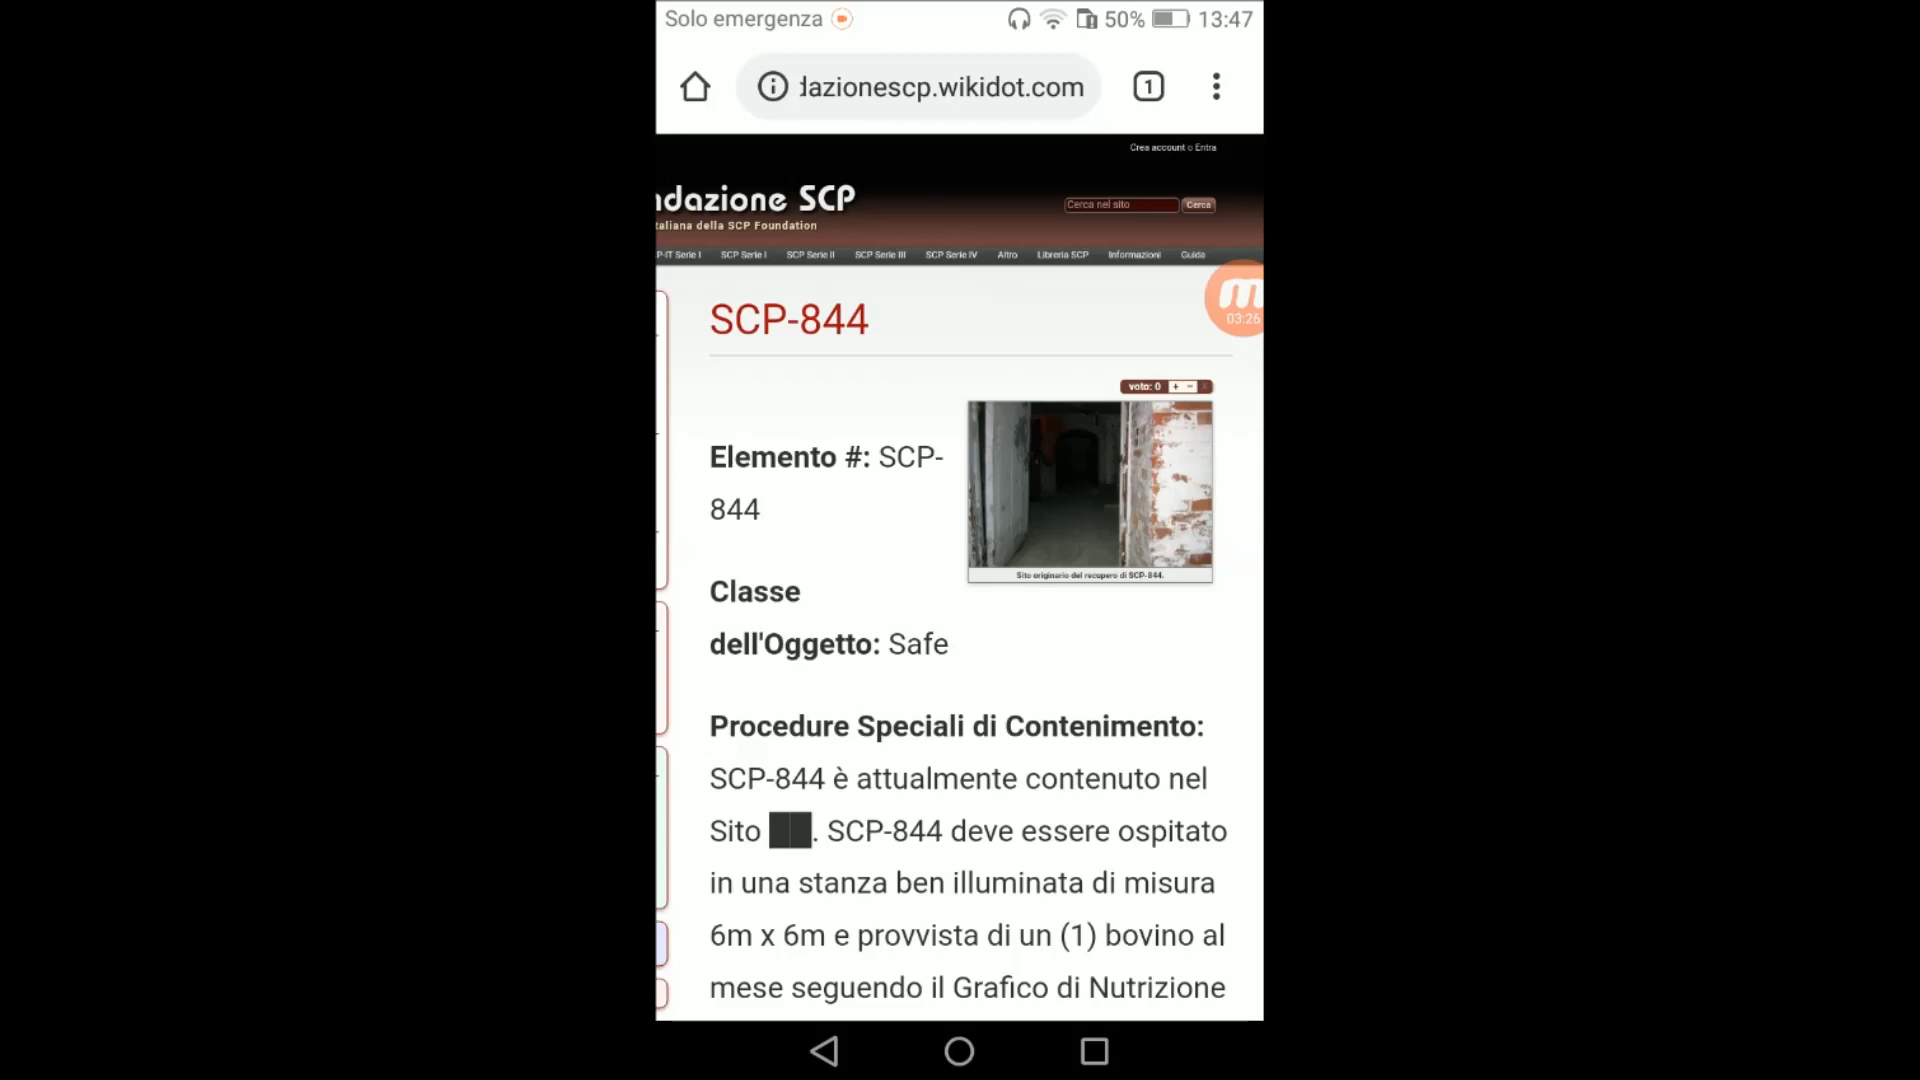 Solo emergenza 50% 13:47
dazionescp.wikidot.com 1
Crea account o Entra
ndazione SCP
Cerca nel sito Cerca
italiana della SCP Foundation
P-IT Serie I SCP Serie I SCP Serie II SCP Serie III SCP Serie IV Altro Libreria SCP Informazioni Guida
m
03:26
SCP-844
voto: 0 + − x
Elemento #: SCP-
844
Sito originario del recupero di SCP-844.
Classe
dell'Oggetto: Safe
Procedure Speciali di Contenimento:
SCP-844 è attualmente contenuto nel
Sito ██. SCP-844 deve essere ospitato
in una stanza ben illuminata di misura
6m x 6m e provvista di un (1) bovino al
mese seguendo il Grafico di Nutrizione